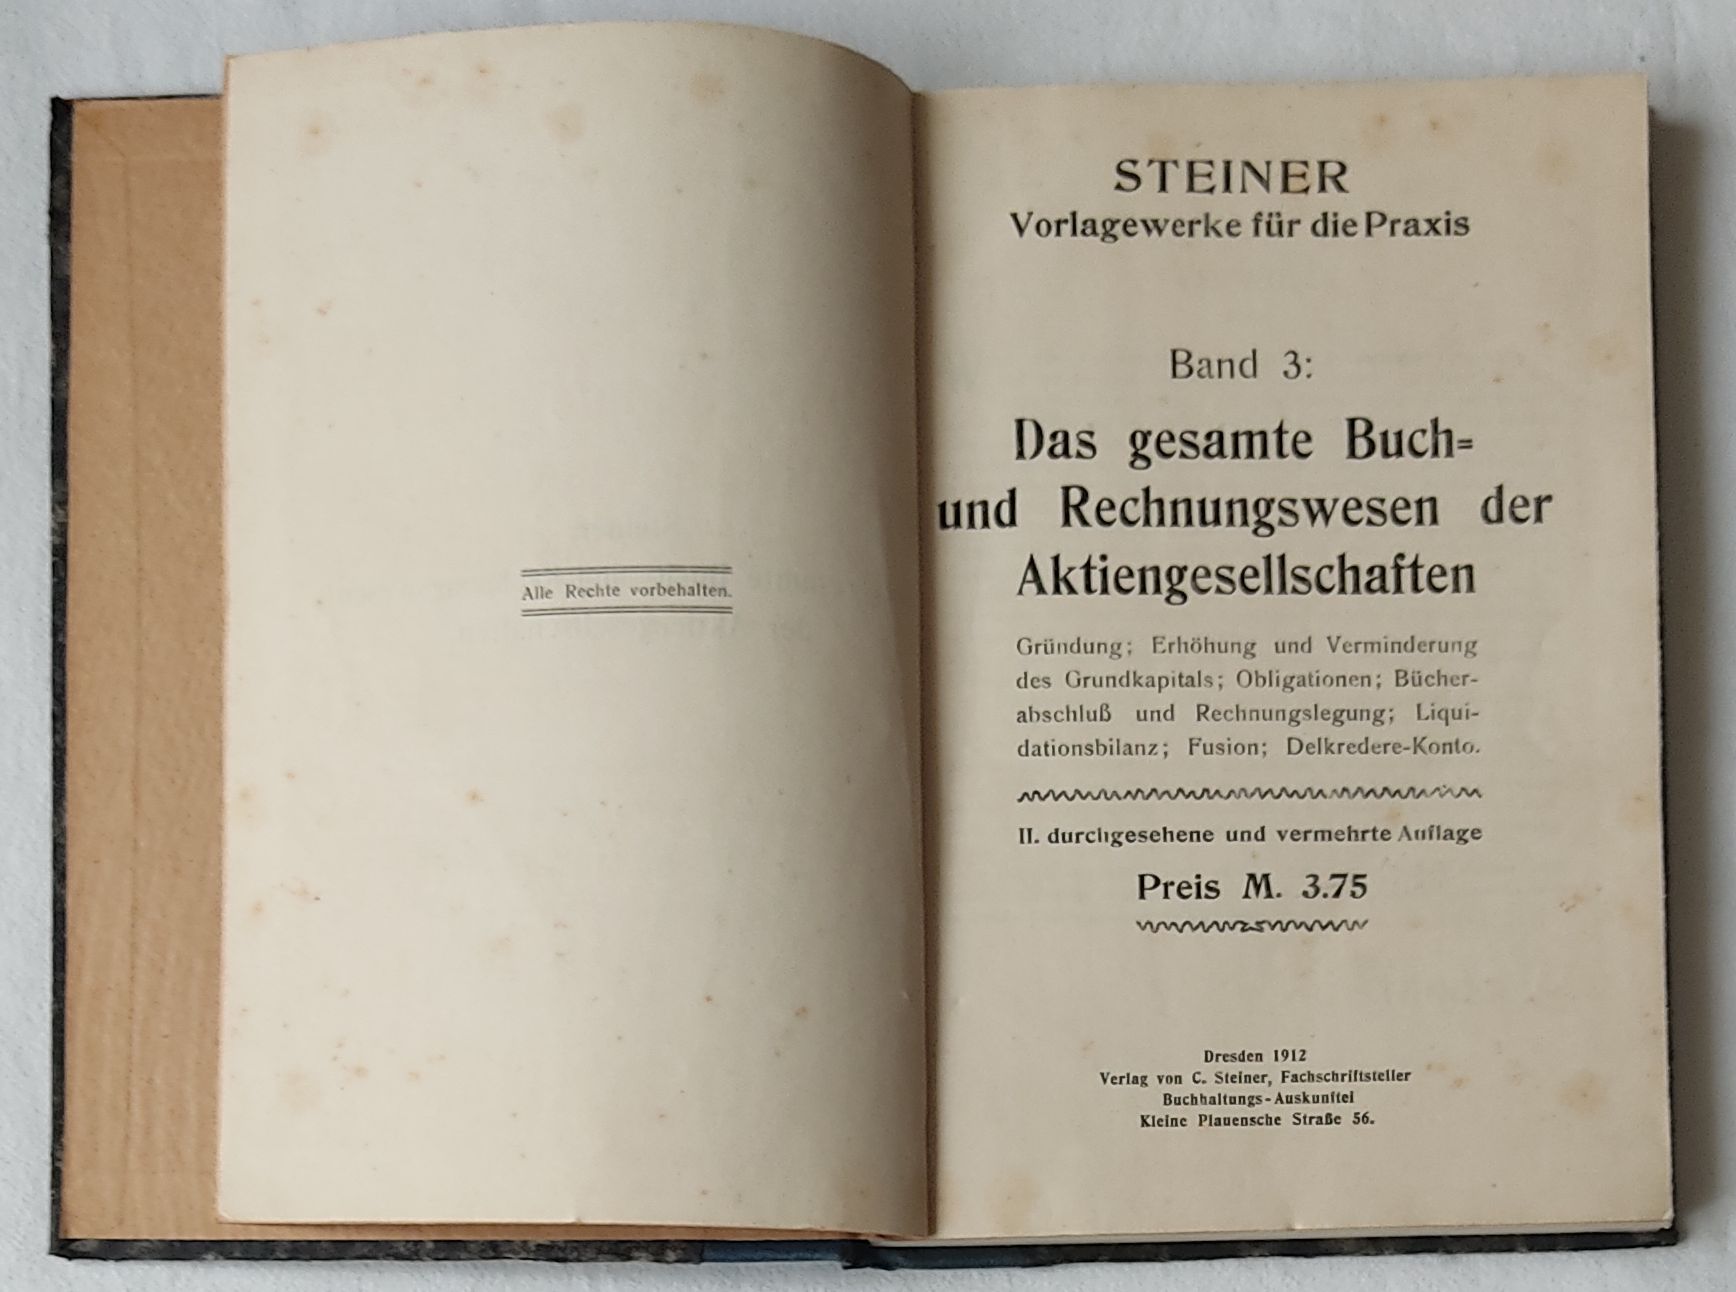 Alle Rechte vorbehalten.
STEINER
Vorlagewerke für die Praxis
Band 3:
Das gesamte Buch=
und Rechnungswesen der
Aktiengesellschaften
Gründung; Erhöhung und Verminderung
des Grundkapitals; Obligationen; Bücher-
abschluß und Rechnungslegung; Liqui-
dationsbilanz; Fusion; Delkredere-Konto.
II. durchgesehene und vermehrte Auflage
Preis M. 3.75
Dresden 1912
Verlag von C. Steiner, Fachschriftsteller
Buchhaltungs-Auskunftei
Kleine Plauensche Straße 56.